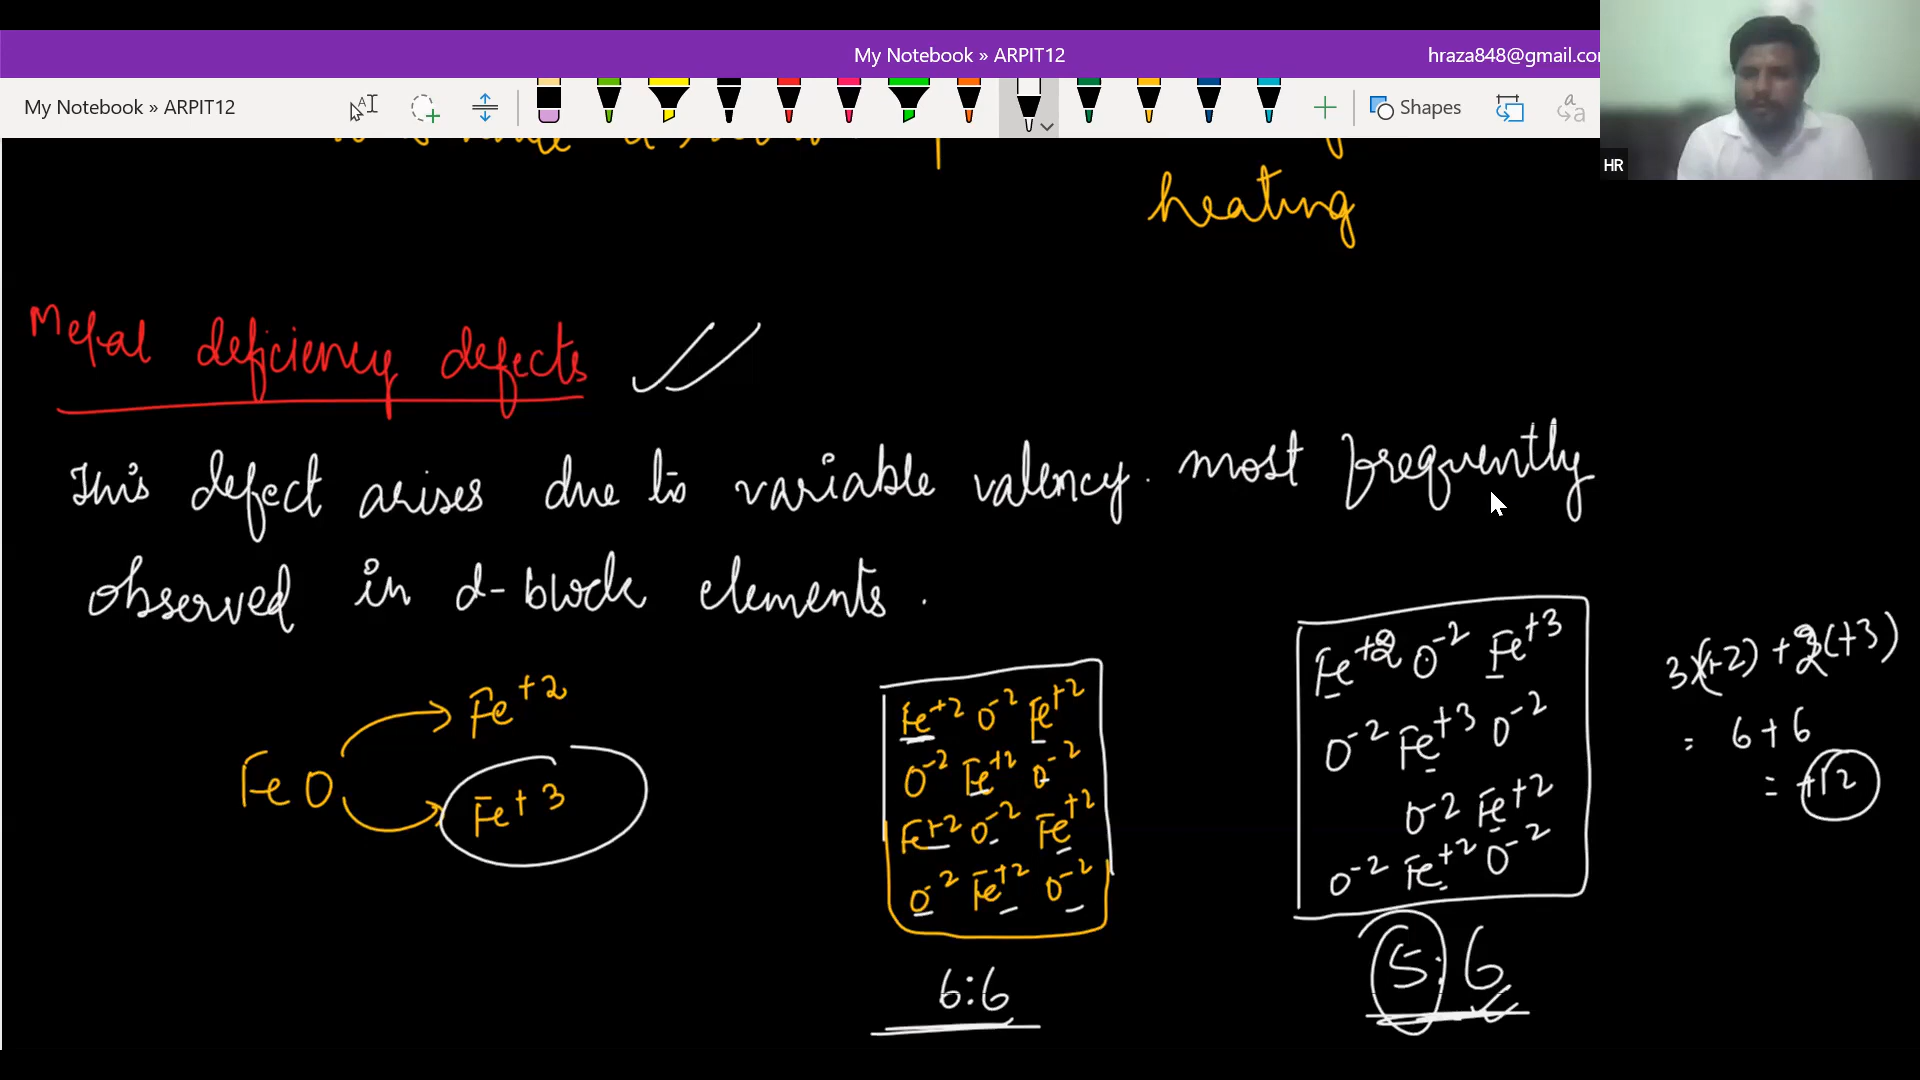 My Notebook » ARPIT12
hraza848@gmail.co
My Notebook » ARPIT12
Shapes
HR
heating
Metal deficiency defects
This defect arises due to variable valency. most frequently
observed in d-block elements.
FeO
Fe+2
Fe+3
Fe+2 O-2 Fe+2
O-2 Fe+2 O-2
Fe+2 O-2 Fe+2
O-2 Fe+2 O-2
6:6
Fe+2 O-2 Fe+3
O-2 Fe+3 O-2
O-2 Fe+2
O-2 Fe+2 O-2
5:6
3x(+2) + 2(+3)
= 6+6
= +12